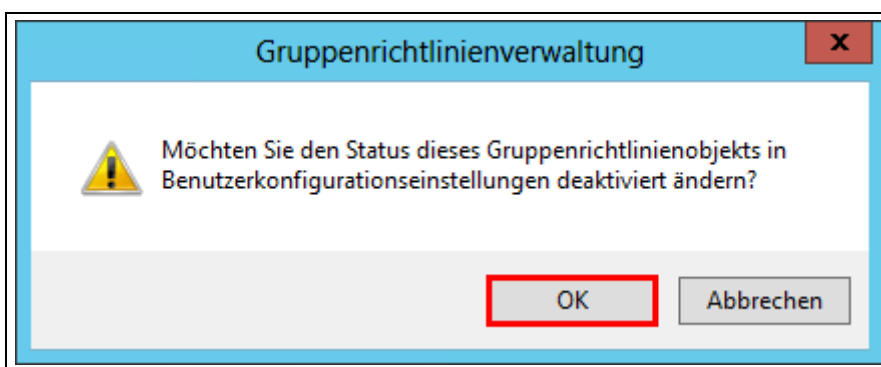 Gruppenrichtlinienverwaltung
x
Möchten Sie den Status dieses Gruppenrichtlinienobjekts in
Benutzerkonfigurationseinstellungen deaktiviert ändern?
OK Abbrechen